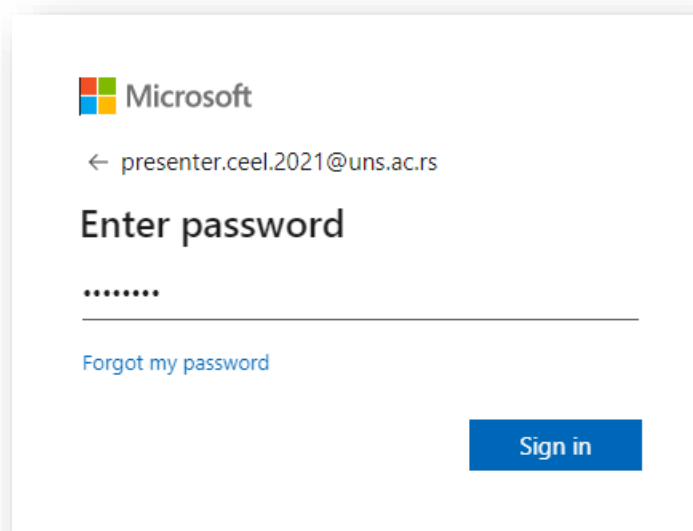 Microsoft
← presenter.ceel.2021@uns.ac.rs
Enter password
••••••••
Forgot my password
Sign in